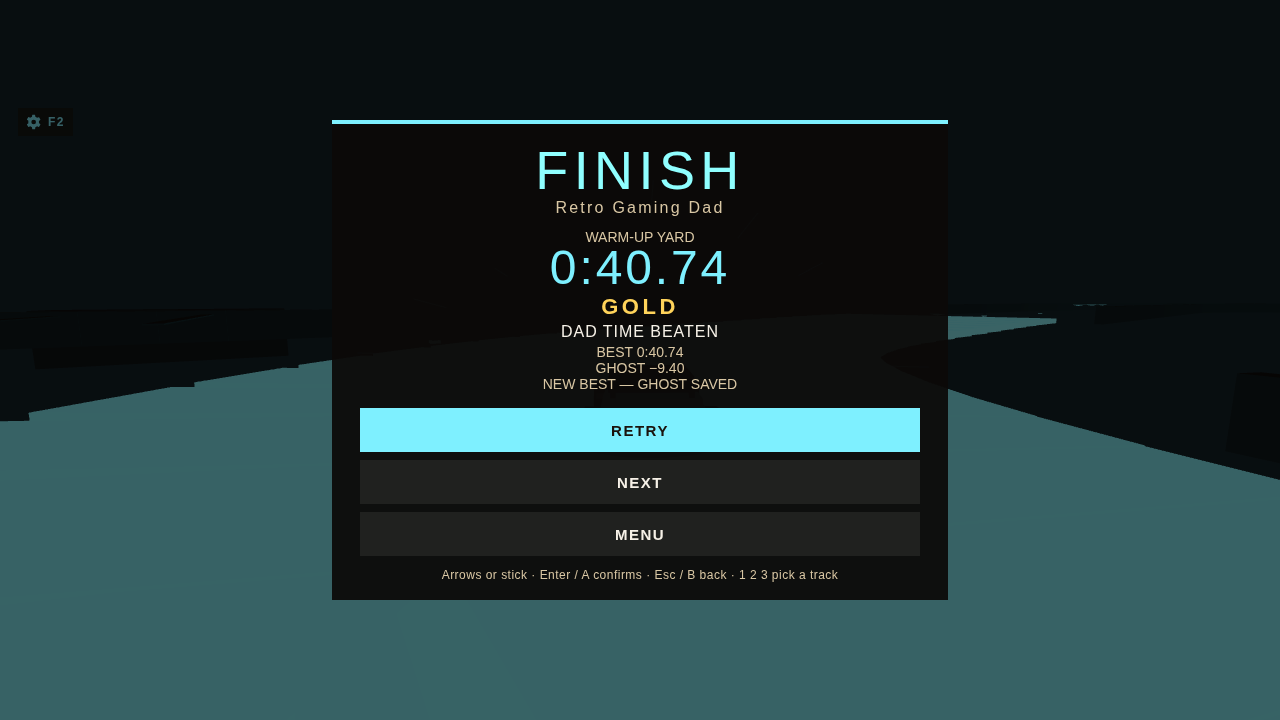 F2
FINISH
Retro Gaming Dad
WARM-UP YARD
0:40.74
GOLD
DAD TIME BEATEN
BEST 0:40.74
GHOST −9.40
NEW BEST — GHOST SAVED
RETRY
NEXT
MENU
Arrows or stick · Enter / A confirms · Esc / B back · 1 2 3 pick a track